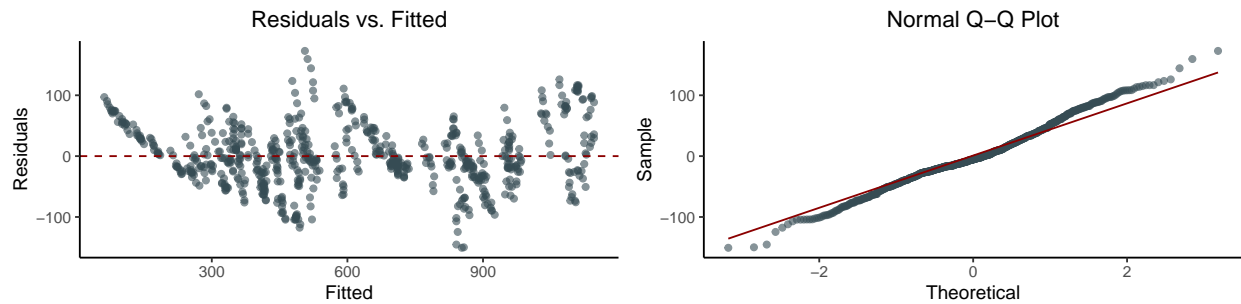 Residuals vs. Fitted
Residuals
100
0
−100
300
600
900
Fitted
Normal Q−Q Plot
Sample
100
0
−100
−2
0
2
Theoretical